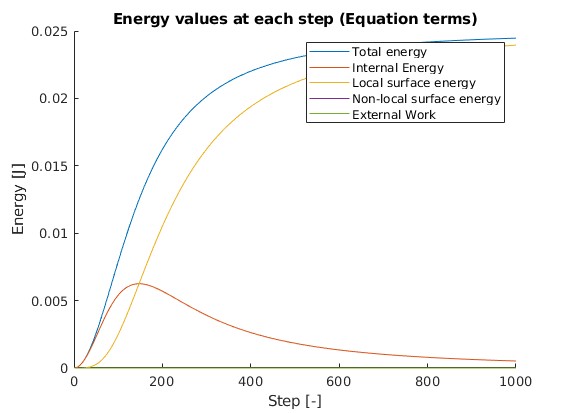 Energy values at each step (Equation terms)
0.025
Total energy
Internal Energy
Local surface energy
Non-local surface energy
External Work
0.02
0.015
0.01
0.005
0
Energy [J]
0 200 400 600 800 1000
Step [-]